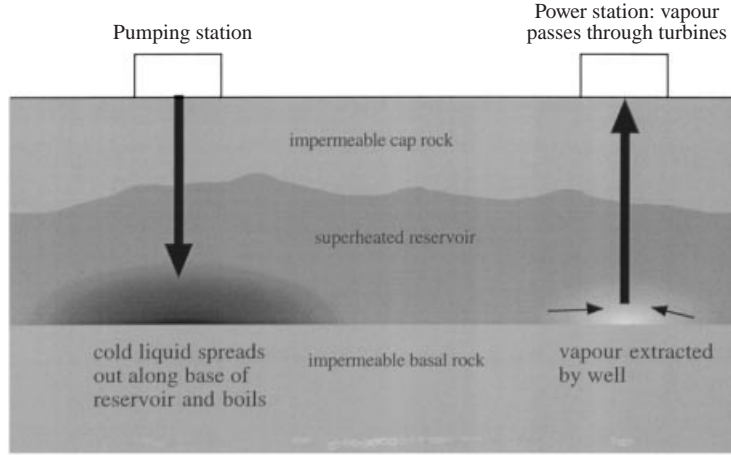 Pumping station
Power station: vapour
passes through turbines
impermeable cap rock
superheated reservoir
cold liquid spreads
out along base of
reservoir and boils
impermeable basal rock
vapour extracted
by well